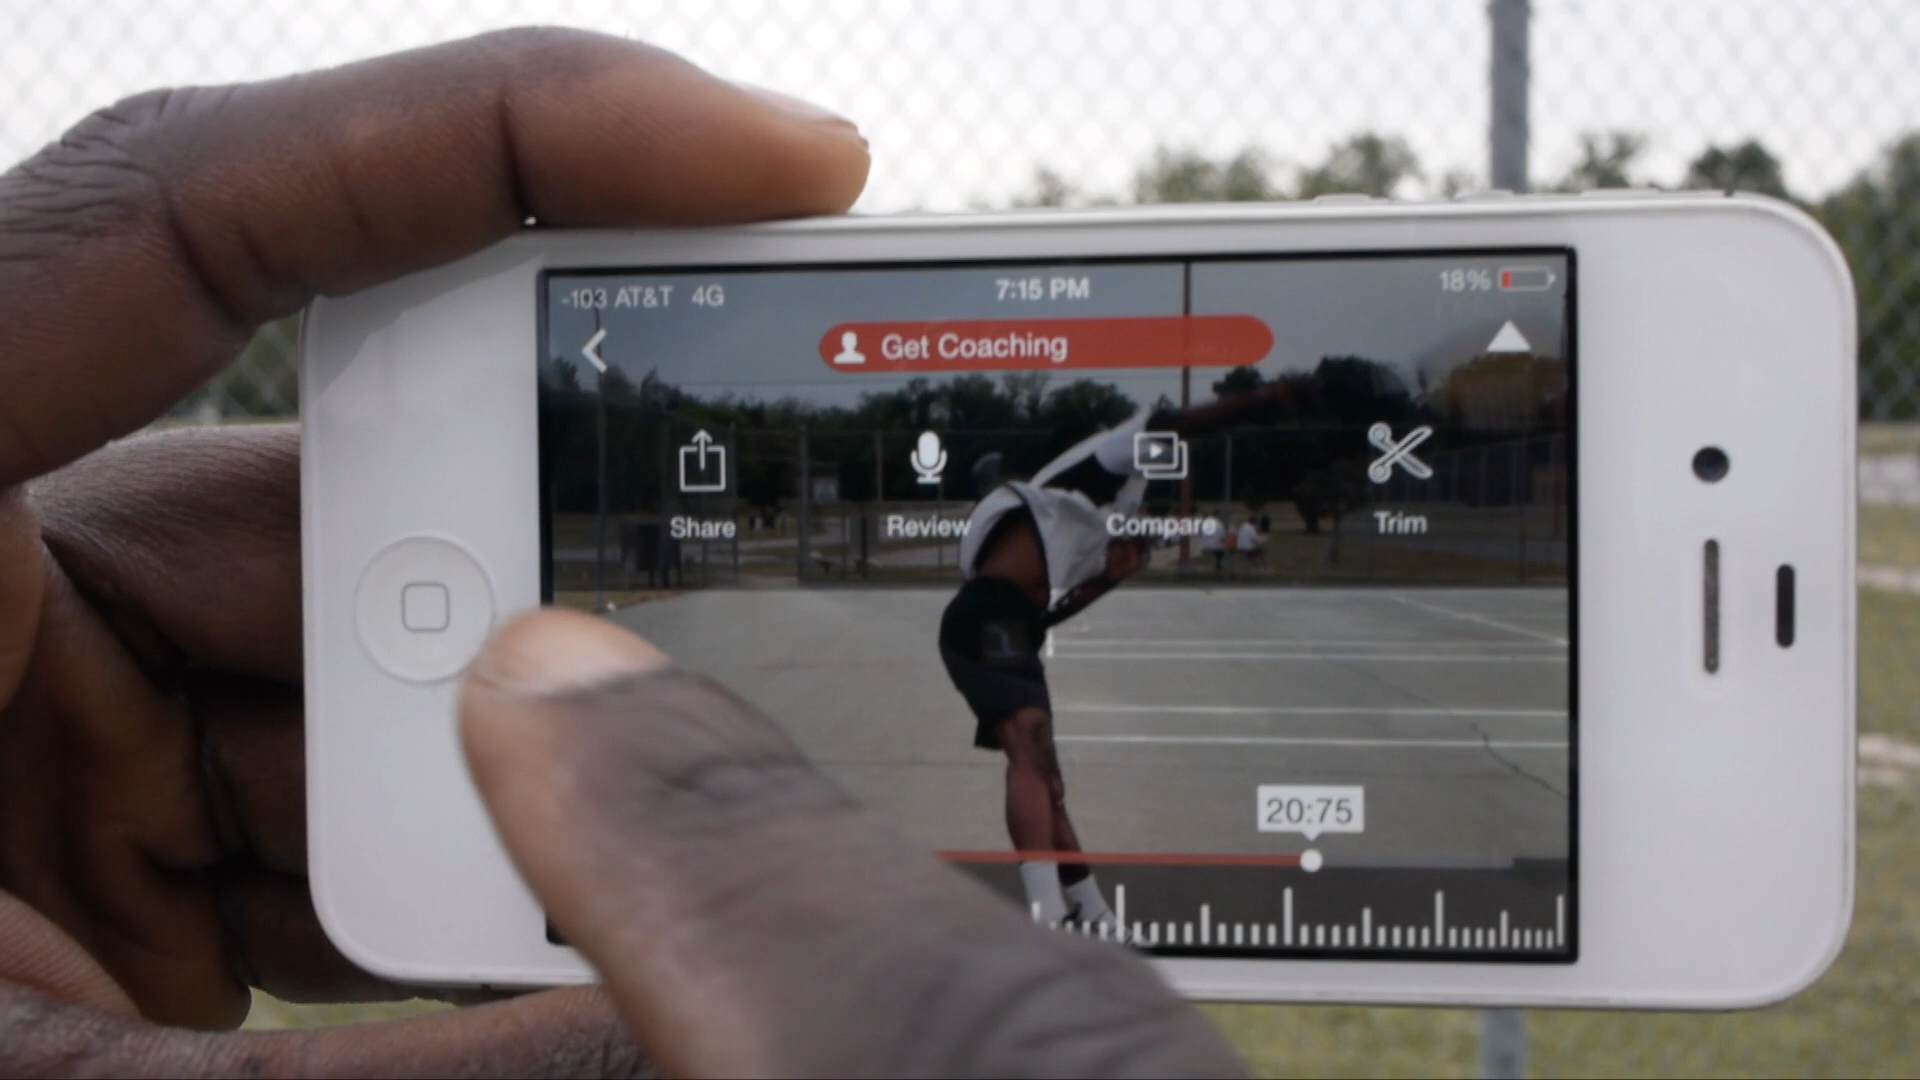 -103 AT&T 4G 7:15 PM 18%
Get Coaching
Share Review Compare Trim
20:75